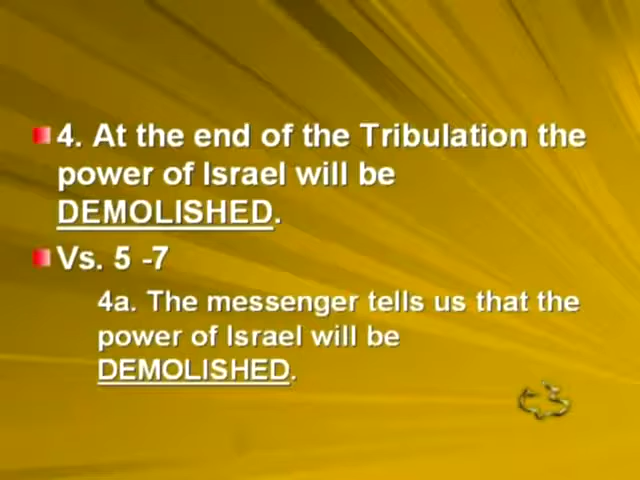 4. At the end of the Tribulation the
power of Israel will be
DEMOLISHED.
Vs. 5 -7
4a. The messenger tells us that the
power of Israel will be
DEMOLISHED.